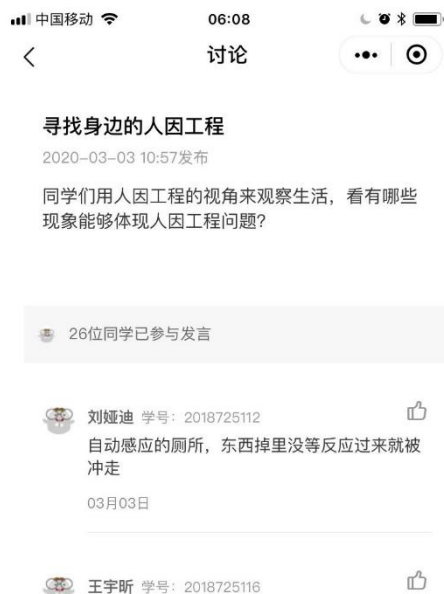 中国移动 06:08
讨论
寻找身边的人因工程
2020-03-03 10:57发布
同学们用人因工程的视角来观察生活，看有哪些
现象能够体现人因工程问题？
26位同学已参与发言
刘娅迪 学号：2018725112
自动感应的厕所，东西掉里没等反应过来就被
冲走
03月03日
王宇昕 学号：2018725116